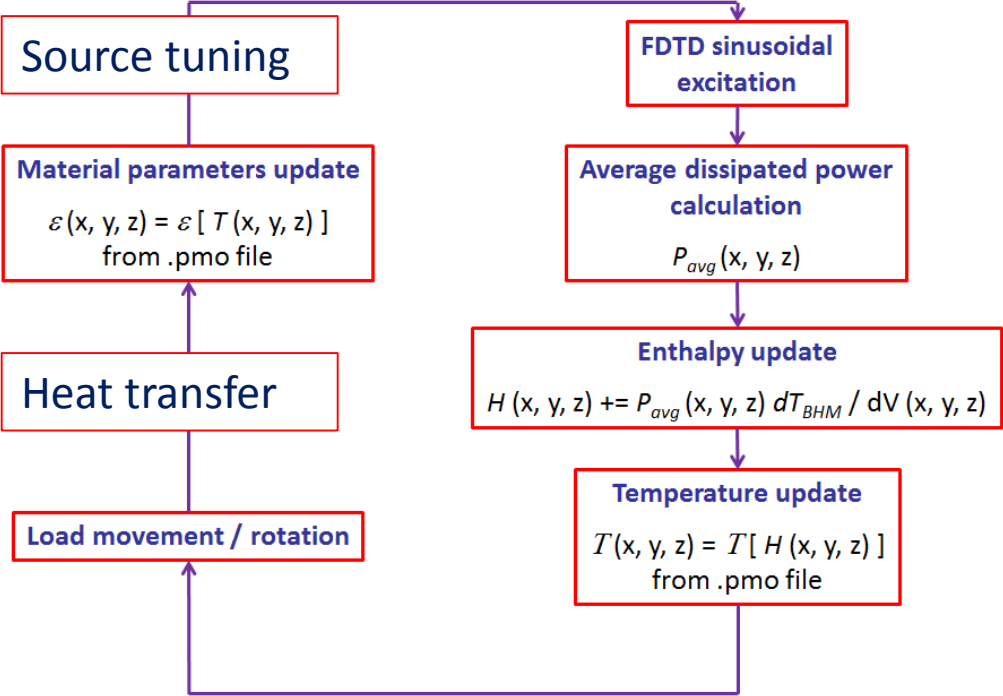 Source tuning
Material parameters update
ε (x, y, z) = ε [ T (x, y, z) ]
from .pmo file
Heat transfer
Load movement / rotation
FDTD sinusoidal
excitation
Average dissipated power
calculation
Pavg (x, y, z)
Enthalpy update
H (x, y, z) += Pavg (x, y, z) dTBHM / dV (x, y, z)
Temperature update
T (x, y, z) = T [ H (x, y, z) ]
from .pmo file